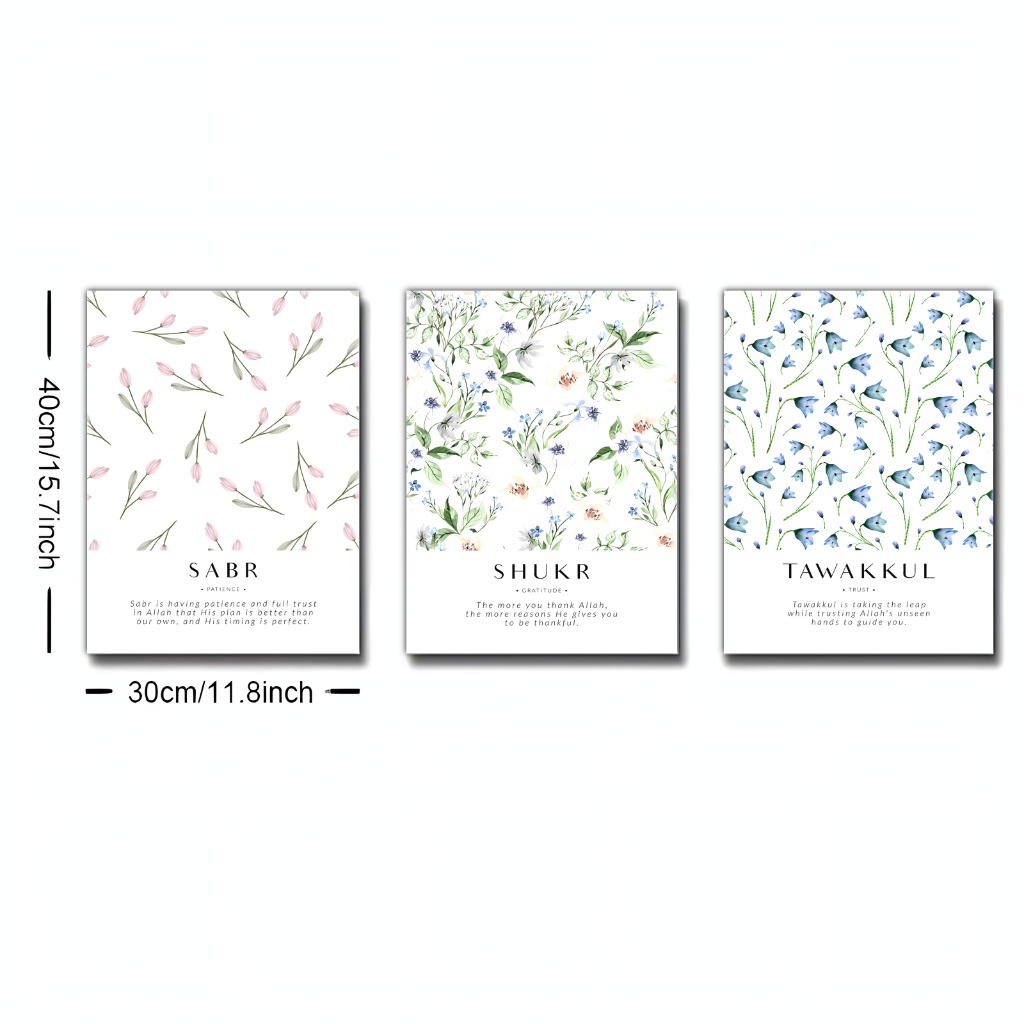 40cm/15.7inch
30cm/11.8inch
SABR
• PATIENCE •
Sabr is having patience and full trust
in Allah that His plan is better than
our own, and His timing is perfect.
SHUKR
• GRATITUDE •
The more you thank Allah,
the more reasons He gives you
to be thankful.
TAWAKKUL
• TRUST •
Tawakkul is taking the leap
while trusting Allah's unseen
hands to guide you.